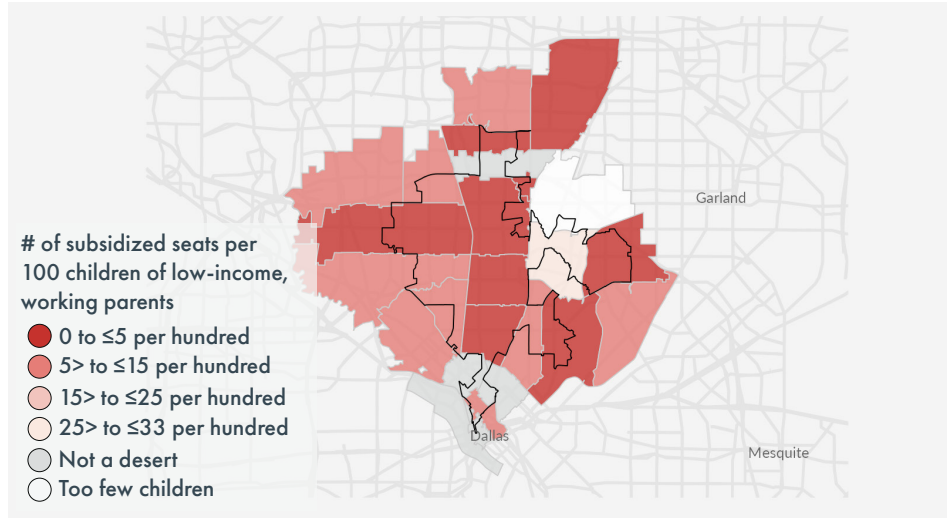 Garland
# of subsidized seats per
100 children of low-income,
working parents
0 to ≤5 per hundred
5> to ≤15 per hundred
15> to ≤25 per hundred
25> to ≤33 per hundred
Not a desert
Too few children
Dallas
Mesquite